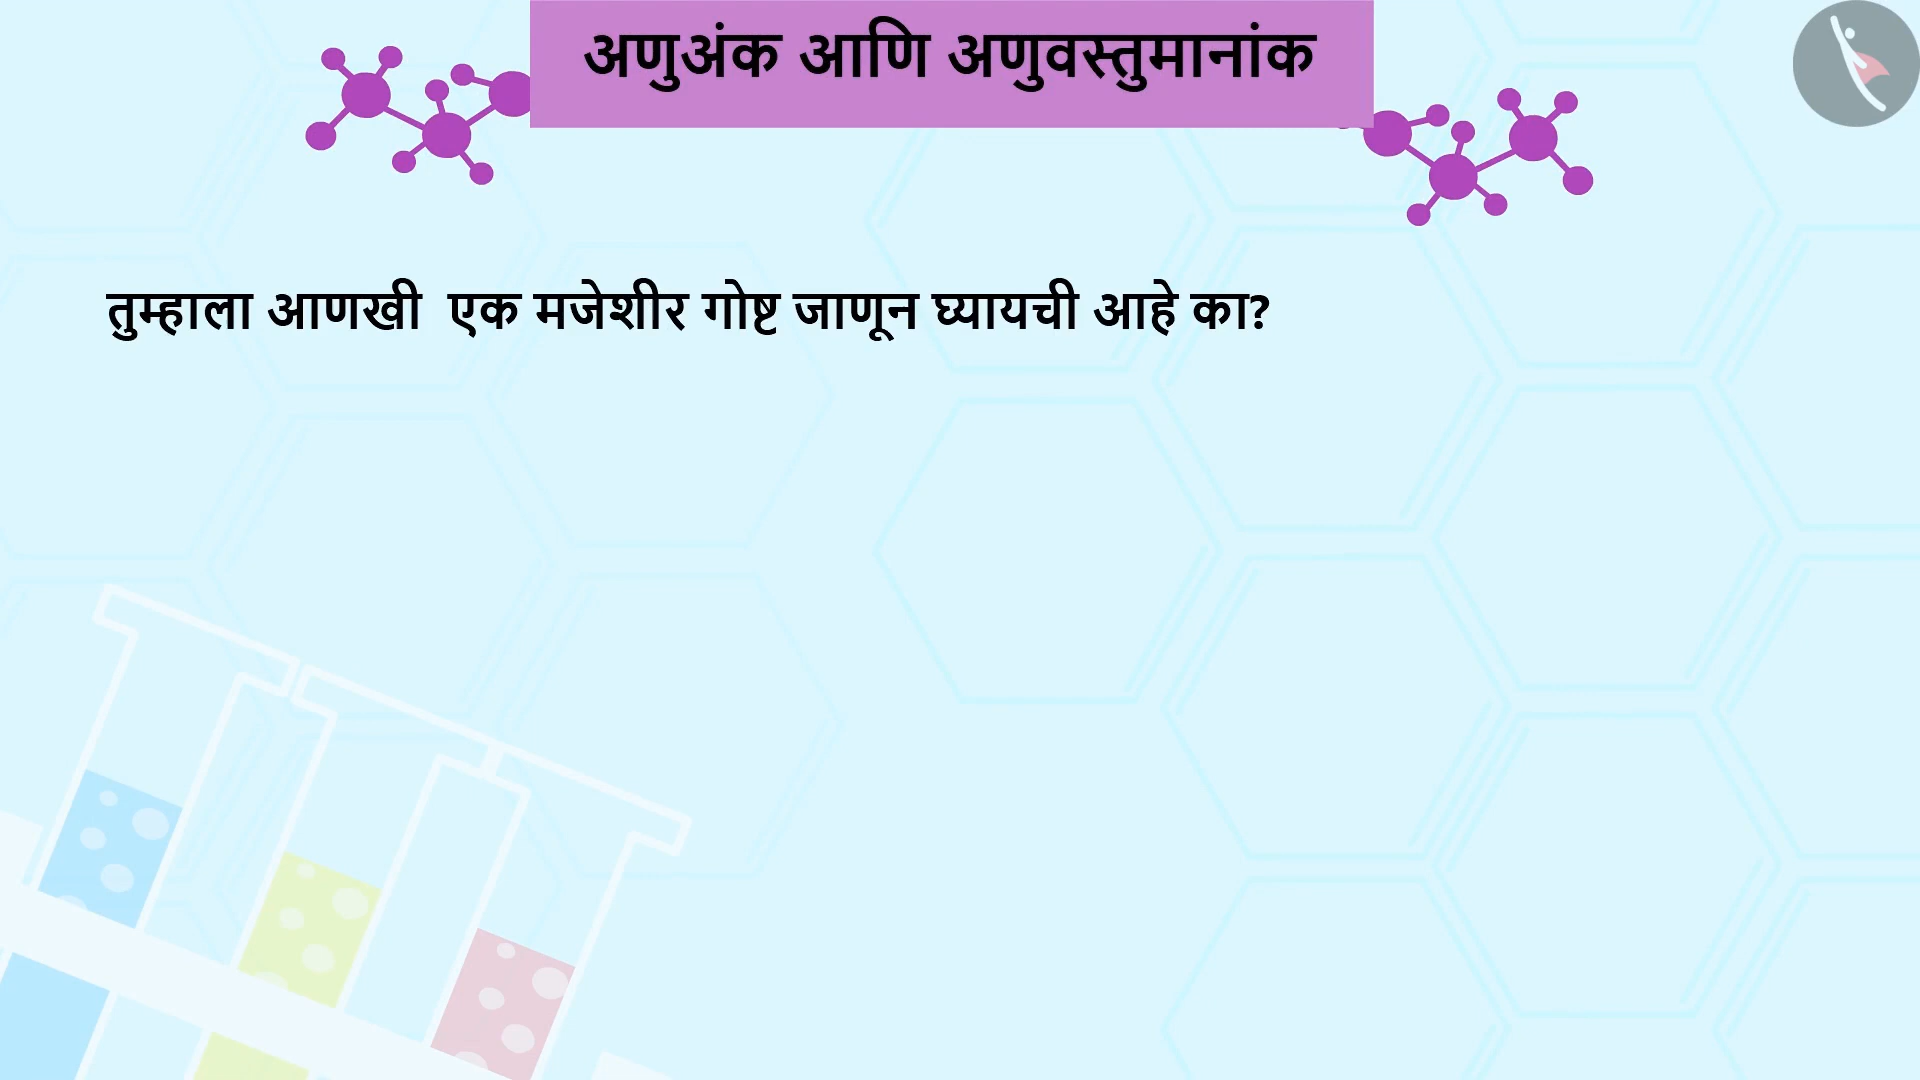 अणुअंक आणि अणुवस्तुमानांक
तुम्हाला आणखी एक मजेशीर गोष्ट जाणून घ्यायची आहे का?